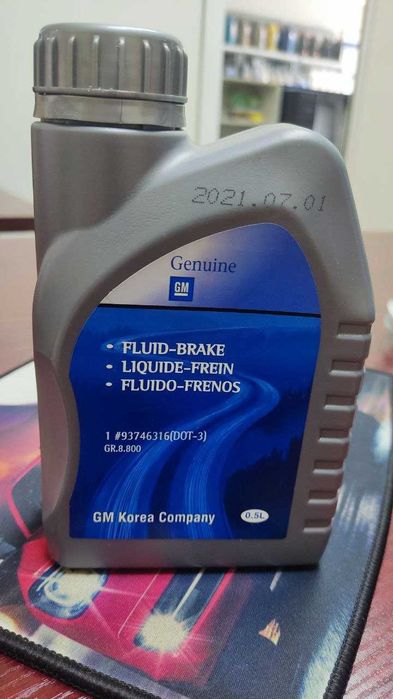 2021.07.01
Genuine
GM
• FLUID-BRAKE
• LIQUIDE-FREIN
• FLUIDO-FRENOS
1 #93746316(DOT-3)
GR.8.800
GM Korea Company
0.5L